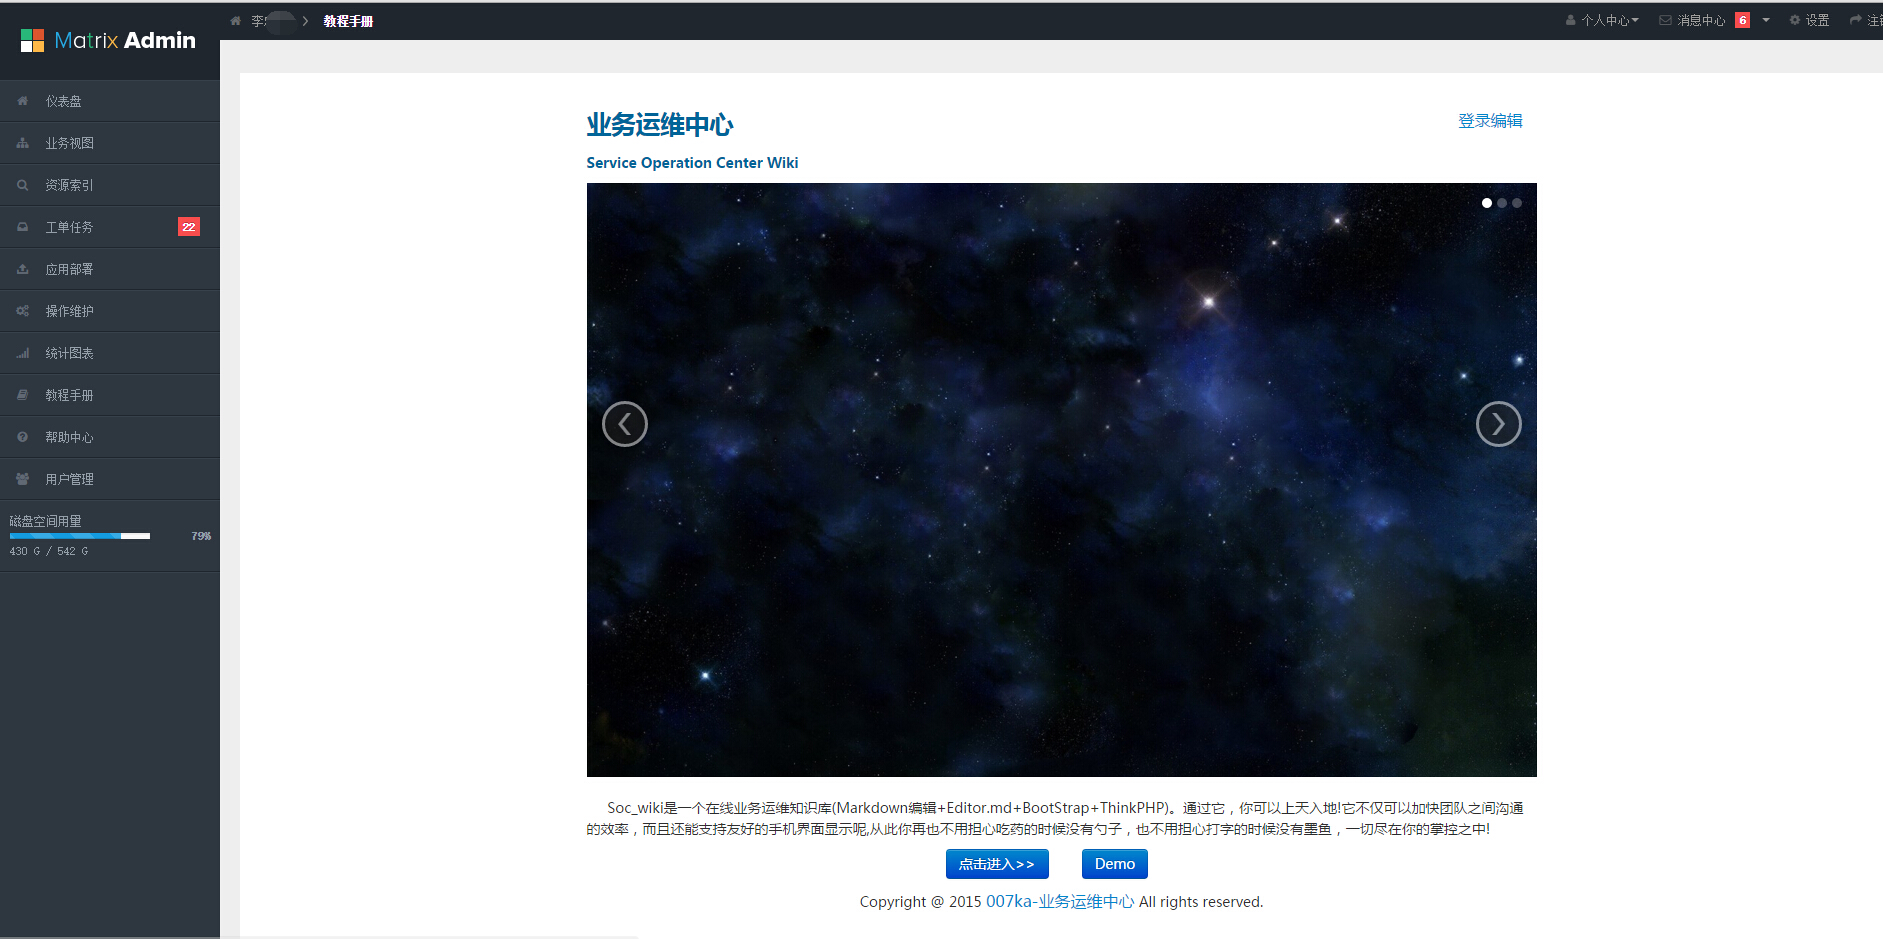 Matrix Admin
李
教程手册
个人中心
消息中心 6
设置
注
仪表盘
业务视图
资源索引
工单任务 22
应用部署
操作维护
统计图表
教程手册
帮助中心
用户管理
磁盘空间用量
79%
430 G / 542 G
业务运维中心
登录编辑
Service Operation Center Wiki
Soc_wiki是一个在线业务运维知识库(Markdown编辑+Editor.md+BootStrap+ThinkPHP)。通过它，你可以上天入地!它不仅可以加快团队之间沟通
的效率，而且还能支持友好的手机界面显示呢,从此你再也不用担心吃药的时候没有勺子，也不用担心打字的时候没有墨鱼，一切尽在你的掌控之中!
点击进入>>
Demo
Copyright @ 2015 007ka-业务运维中心 All rights reserved.